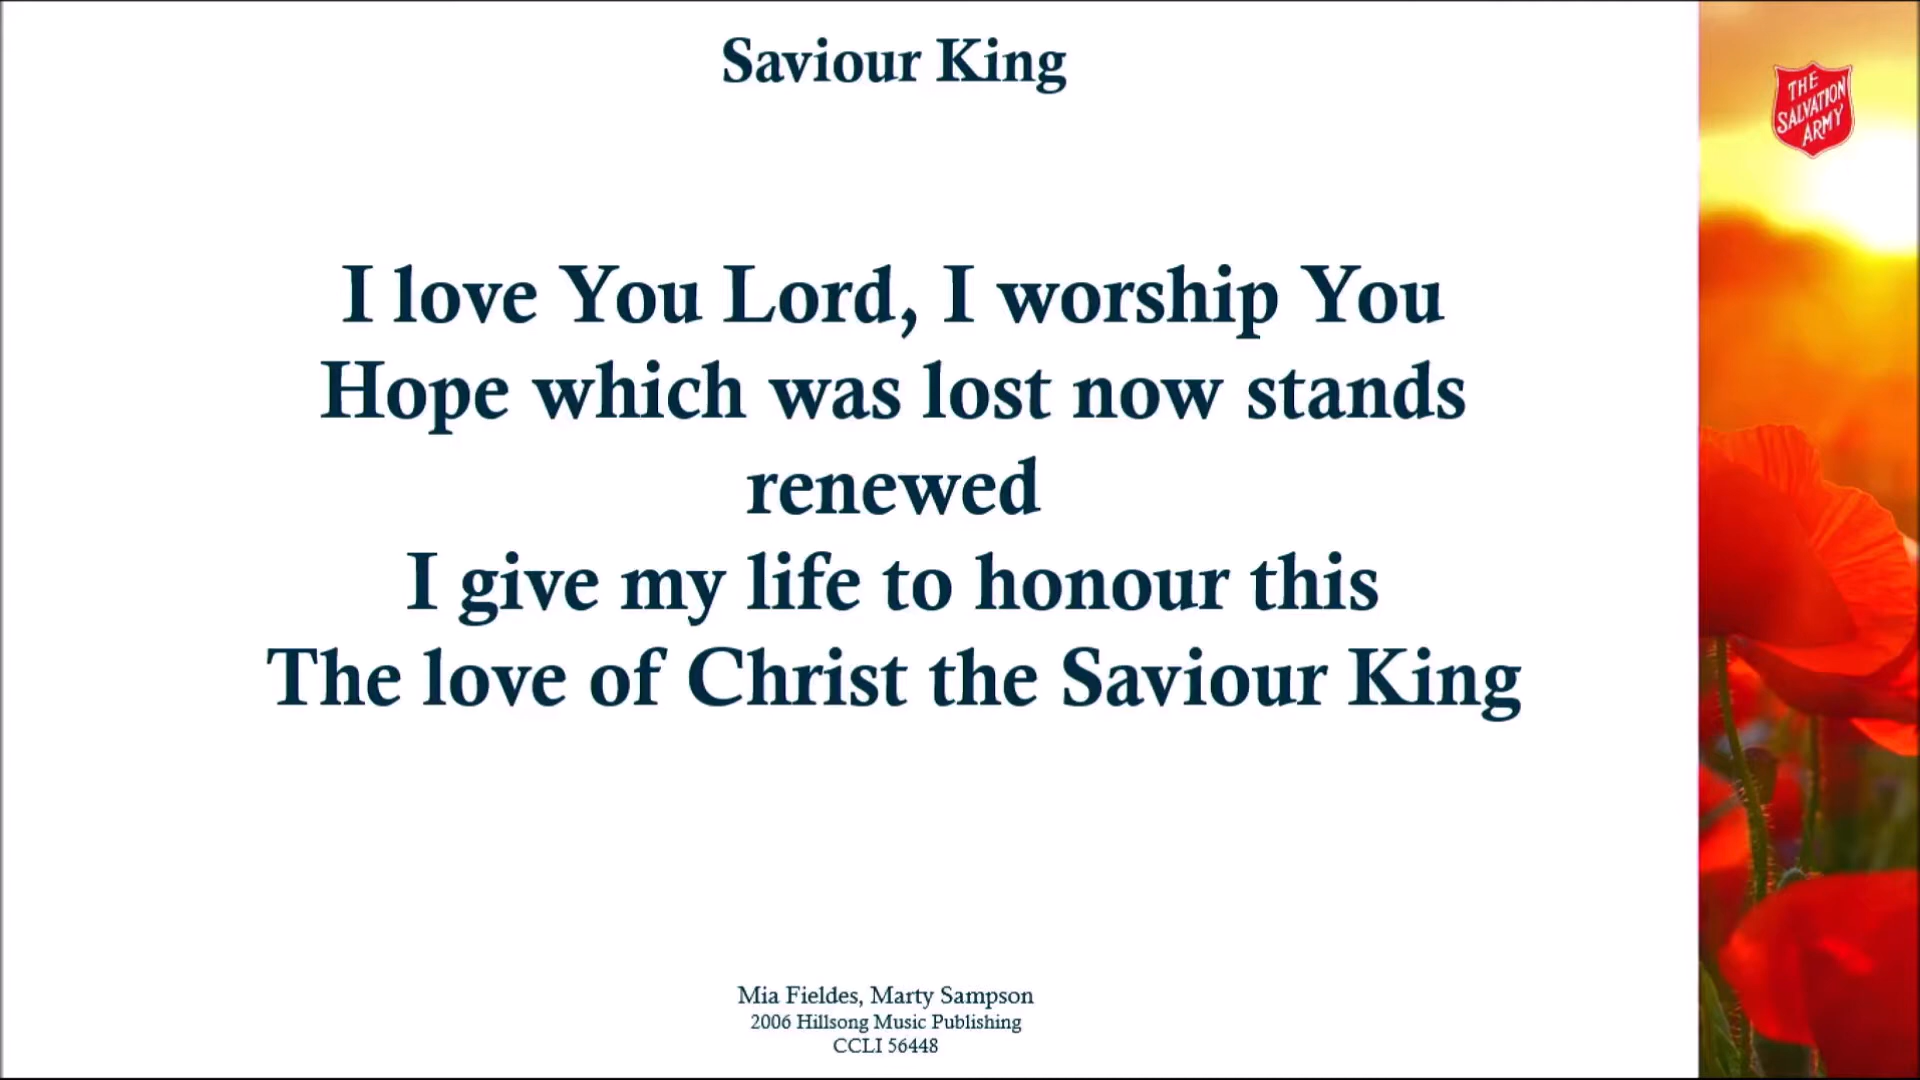 Saviour King
THE
SALVATION
ARMY
I love You Lord, I worship You
Hope which was lost now stands
renewed
I give my life to honour this
The love of Christ the Saviour King
Mia Fieldes, Marty Sampson
2006 Hillsong Music Publishing
CCLI 56448